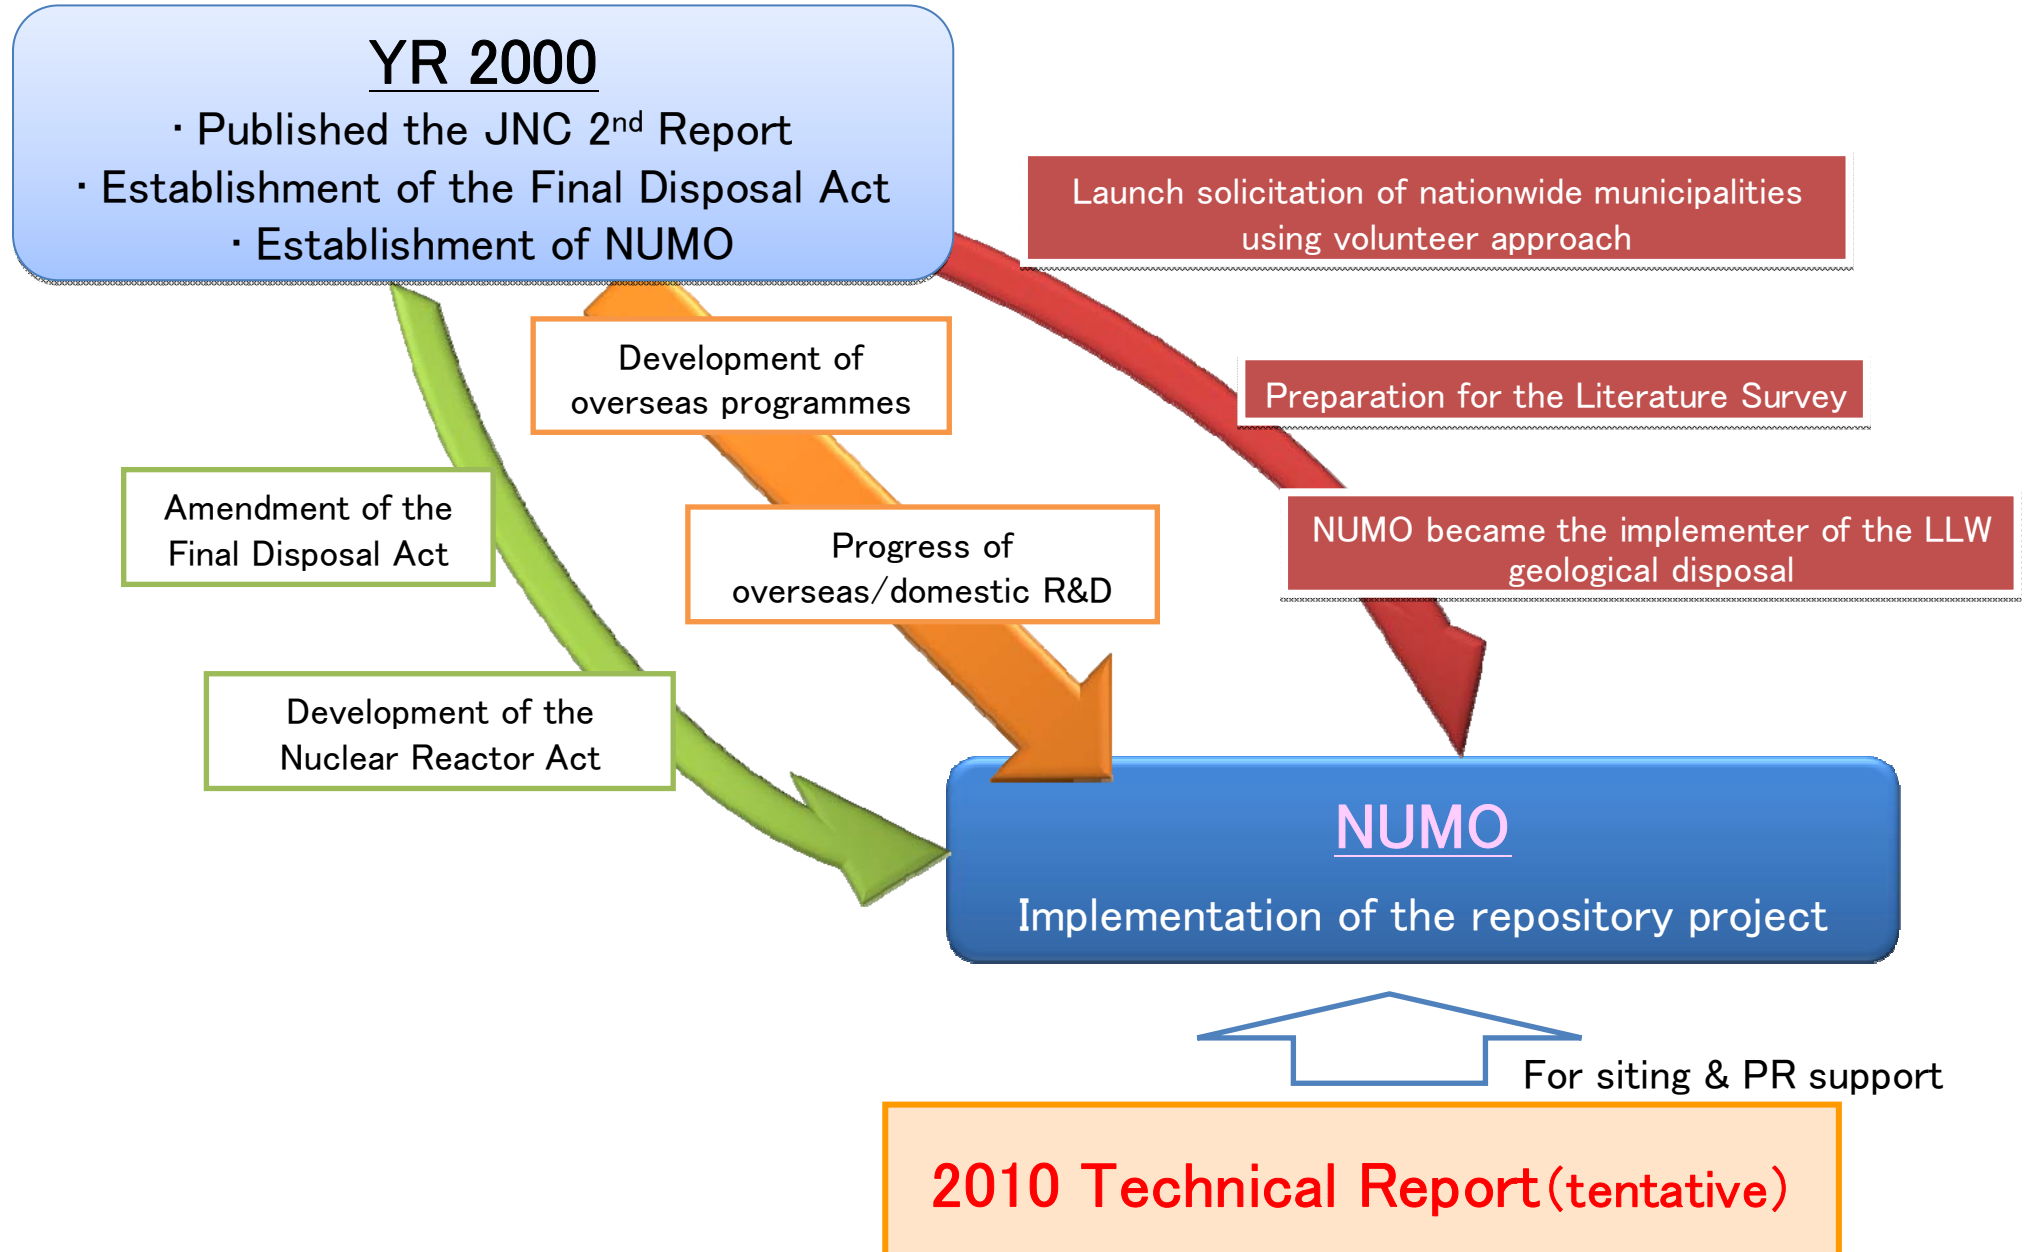 YR 2000
・Published the JNC 2nd Report
・Establishment of the Final Disposal Act
・Establishment of NUMO
Launch solicitation of nationwide municipalities
using volunteer approach
Development of
overseas programmes
Preparation for the Literature Survey
Amendment of the
Final Disposal Act
Progress of
overseas/domestic R&D
NUMO became the implementer of the LLW
geological disposal
Development of the
Nuclear Reactor Act
NUMO
Implementation of the repository project
For siting & PR support
2010 Technical Report(tentative)